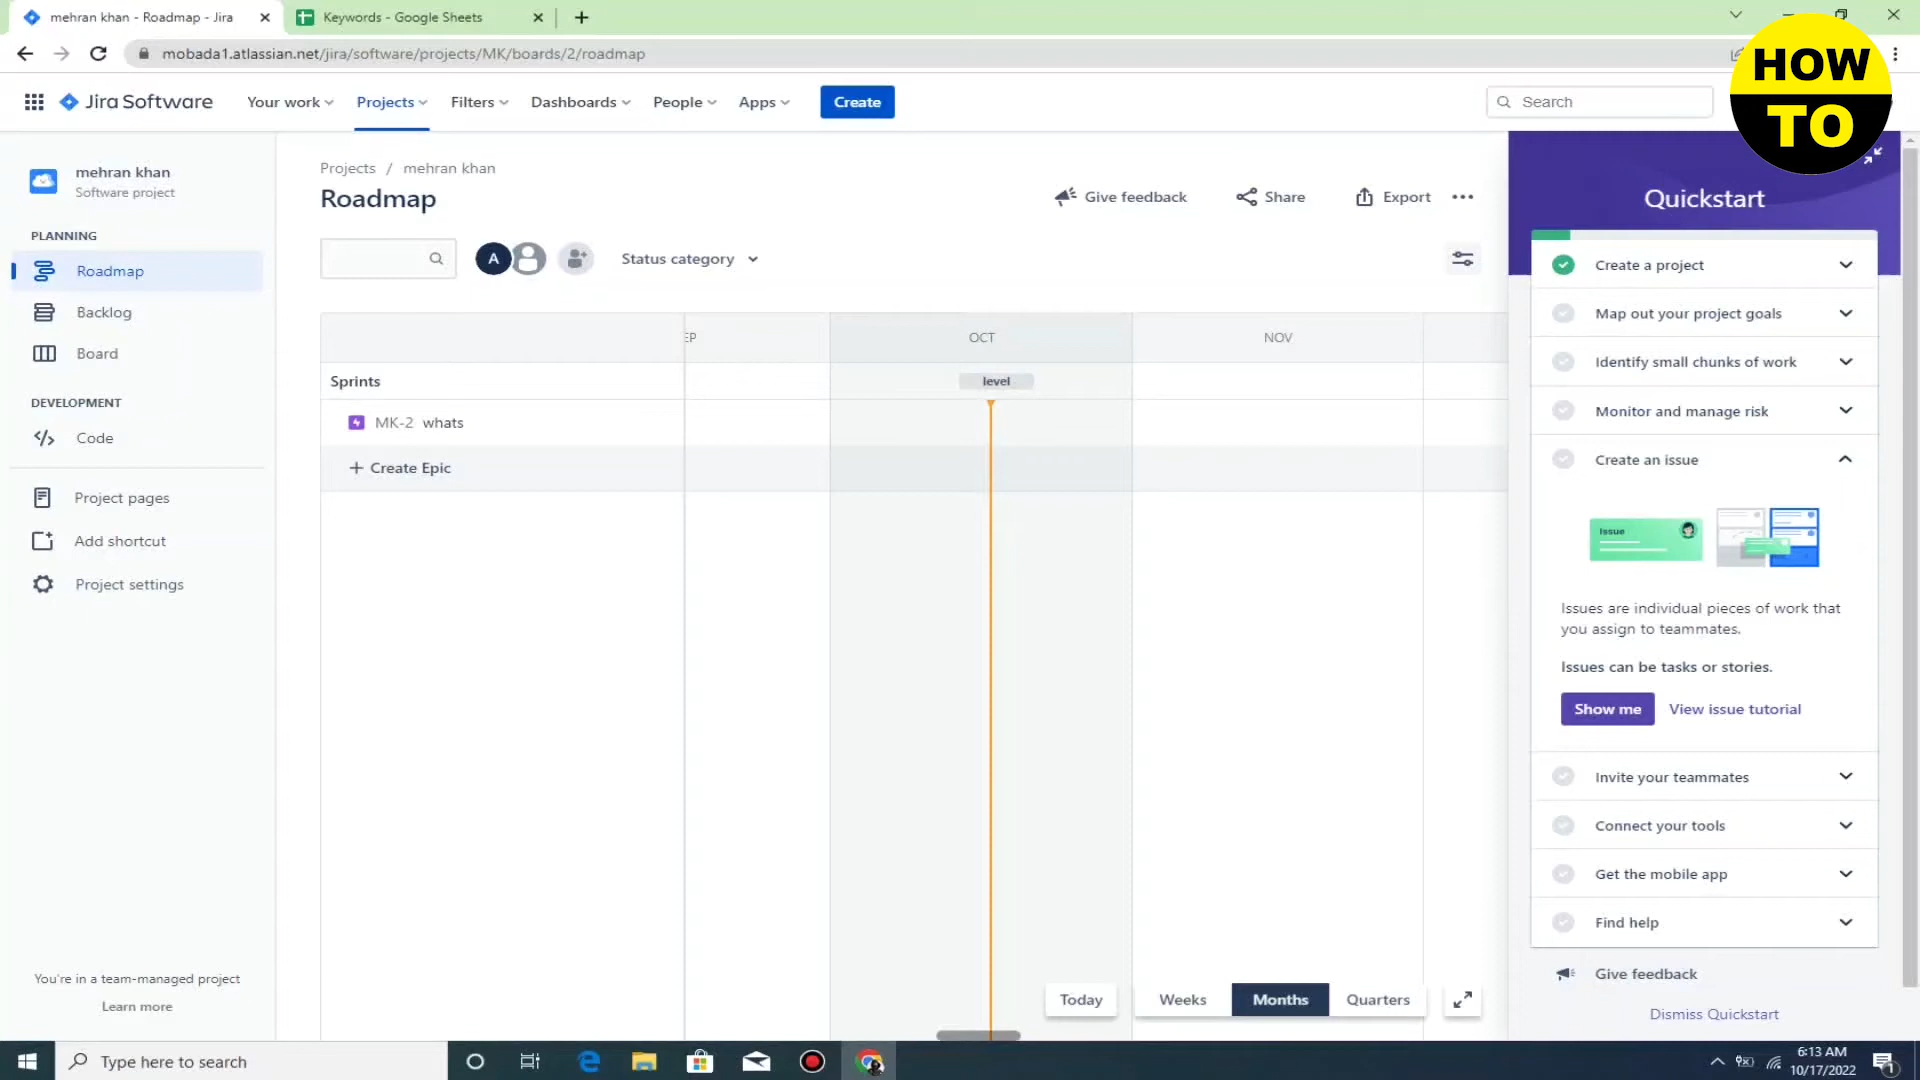 mehran khan - Roadmap - Jira
Keywords - Google Sheets
mobada1.atlassian.net/jira/software/projects/MK/boards/2/roadmap
HOW
TO
Jira Software
Your work
Projects
Filters
Dashboards
People
Apps
Create
Search
mehran khan
Software project
PLANNING
Roadmap
Backlog
Board
DEVELOPMENT
Code
Project pages
Add shortcut
Project settings
You're in a team-managed project
Learn more
Projects / mehran khan
Roadmap
Give feedback
Share
Export
A
Status category
EP
OCT
NOV
Sprints
level
MK-2 whats
+ Create Epic
Today
Weeks
Months
Quarters
Quickstart
Create a project
Map out your project goals
Identify small chunks of work
Monitor and manage risk
Create an issue
Issue
Issues are individual pieces of work that
you assign to teammates.
Issues can be tasks or stories.
Show me
View issue tutorial
Invite your teammates
Connect your tools
Get the mobile app
Find help
Give feedback
Dismiss Quickstart
Type here to search
6:13 AM
10/17/2022
1